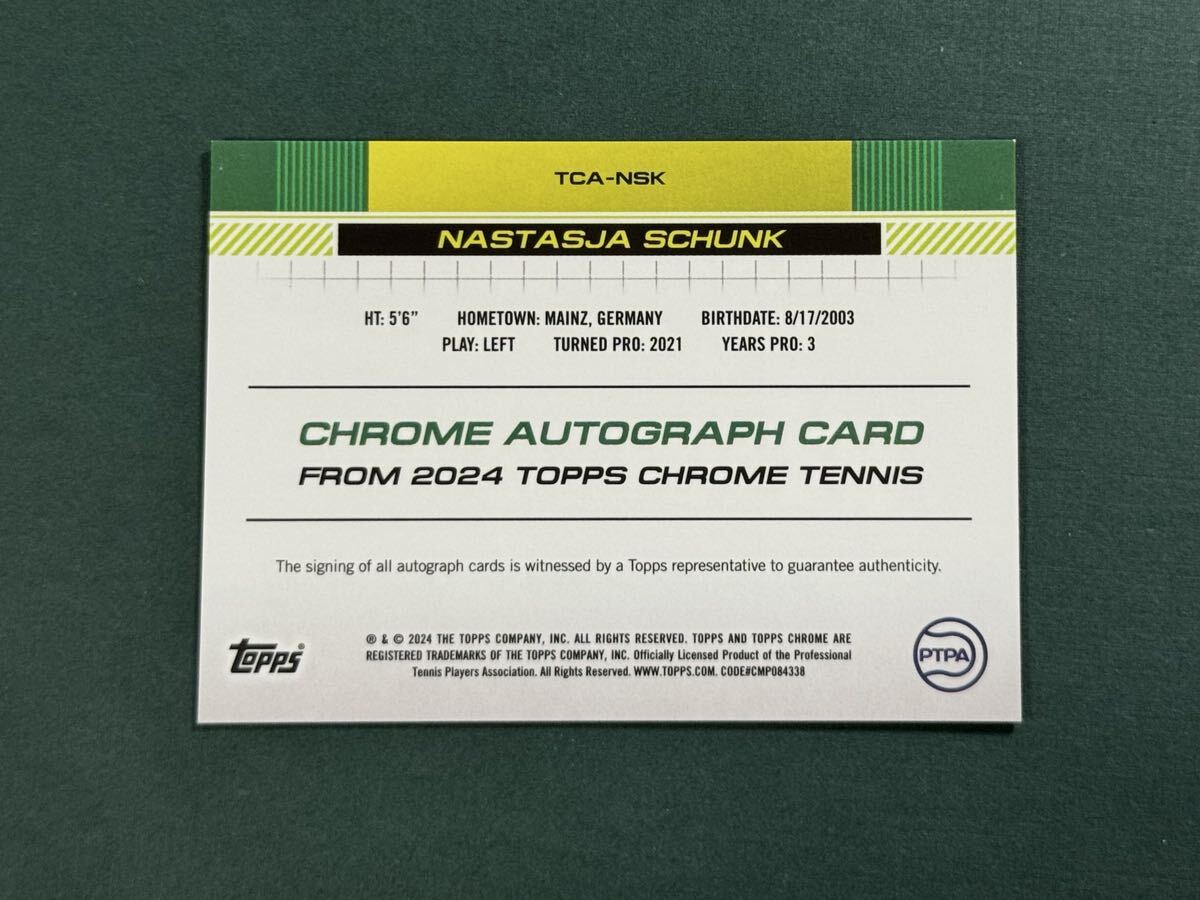 TCA-NSK
NASTASJA SCHUNK
HT: 5'6" HOMETOWN: MAINZ, GERMANY BIRTHDATE: 8/17/2003
PLAY: LEFT TURNED PRO: 2021 YEARS PRO: 3
CHROME AUTOGRAPH CARD
FROM 2024 TOPPS CHROME TENNIS
The signing of all autograph cards is witnessed by a Topps representative to guarantee authenticity.
topps®
® & © 2024 THE TOPPS COMPANY, INC. ALL RIGHTS RESERVED. TOPPS AND TOPPS CHROME ARE
REGISTERED TRADEMARKS OF THE TOPPS COMPANY, INC. Officially Licensed Product of the Professional
Tennis Players Association. All Rights Reserved. WWW.TOPPS.COM. CODE#CMP084338
PTPA